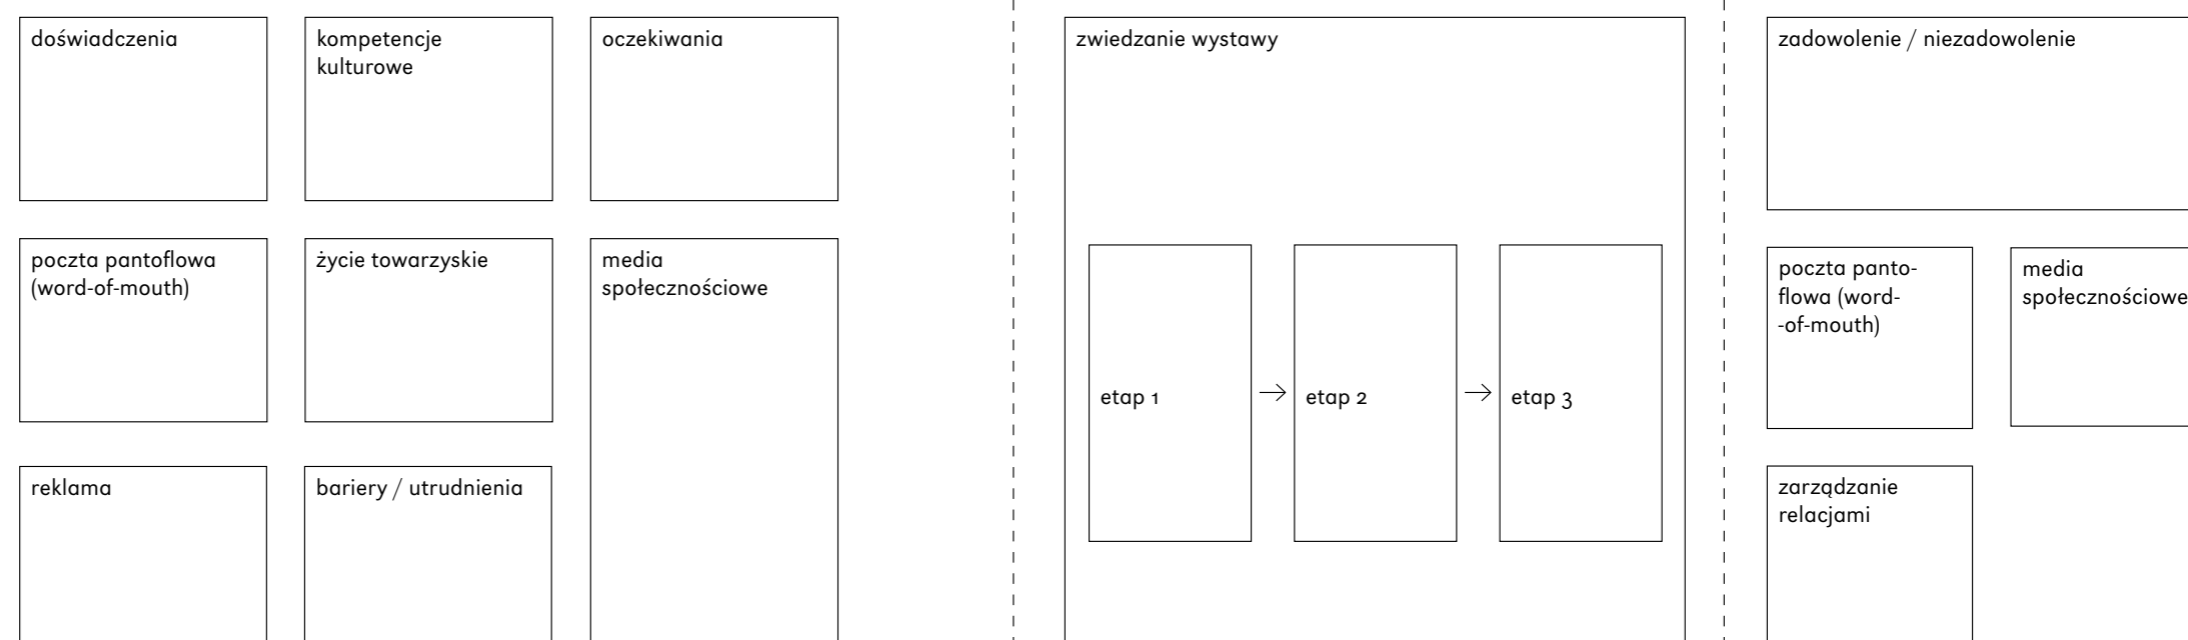 doświadczenia
kompetencje
kulturowe
oczekiwania
poczta pantoflowa
(word-of-mouth)
życie towarzyskie
media
społecznościowe
reklama
bariery / utrudnienia
zwiedzanie wystawy
etap 1
→
etap 2
→
etap 3
zadowolenie / niezadowolenie
poczta panto-
flowa (word-
-of-mouth)
media
społecznościowe
zarządzanie
relacjami